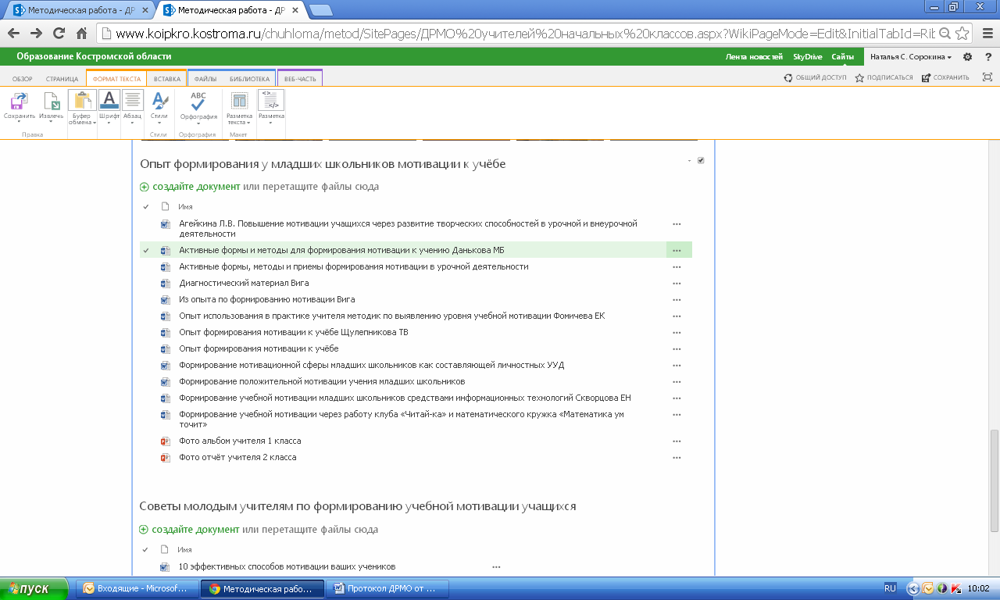 Методическая работа - ДР
Методическая работа - ДР
www.koipkro.kostroma.ru/chuhloma/metod/SitePages/ДРМО%20учителей%20начальных%20классов.aspx?WikiPageMode=Edit&InitialTabId=Rib
Образование Костромской области
Лента новостей SkyDrive Сайты Наталья С. Сорокина
ОБЗОР СТРАНИЦА ФОРМАТ ТЕКСТА ВСТАВКА ФАЙЛЫ БИБЛИОТЕКА ВЕБ-ЧАСТЬ ОБЩИЙ ДОСТУП ПОДПИСАТЬСЯ СОХРАНИТЬ
ABC
Сохранить Извлечь Буфер обмена Шрифт Абзац Стили Орфография Разметка текста Разметка
Правка Стили Орфография Макет
Опыт формирования у младших школьников мотивации к учёбе
создайте документ или перетащите файлы сюда
Имя
Агейкина Л.В. Повышение мотивации учащихся через развитие творческих способностей в урочной и внеурочной
деятельности
Активные формы и методы для формирования мотивации к учению Данькова МБ
Активные формы, методы и приемы формирования мотивации в урочной деятельности
Диагностический материал Вига
Из опыта по формированию мотивации Вига
Опыт использования в практике учителя методик по выявлению уровня учебной мотивации Фомичева ЕК
Опыт формирования мотивации к учёбе Щулепникова ТВ
Опыт формирования мотивации к учёбе
Формирование мотивационной сферы младших школьников как составляющей личностных УУД
Формирование положительной мотивации учения младших школьников
Формирование учебной мотивации младших школьников средствами информационных технологий Скворцова ЕН
Формирование учебной мотивации через работу клуба «Читай-ка» и математического кружка «Математика ум
точит»
Фото альбом учителя 1 класса
Фото отчёт учителя 2 класса
Советы молодым учителям по формированию учебной мотивации учащихся
создайте документ или перетащите файлы сюда
Имя
10 эффективных способов мотивации ваших учеников
пуск Входящие - Microsof... Методическая рабо... Протокол ДРМО от ... RU 10:02